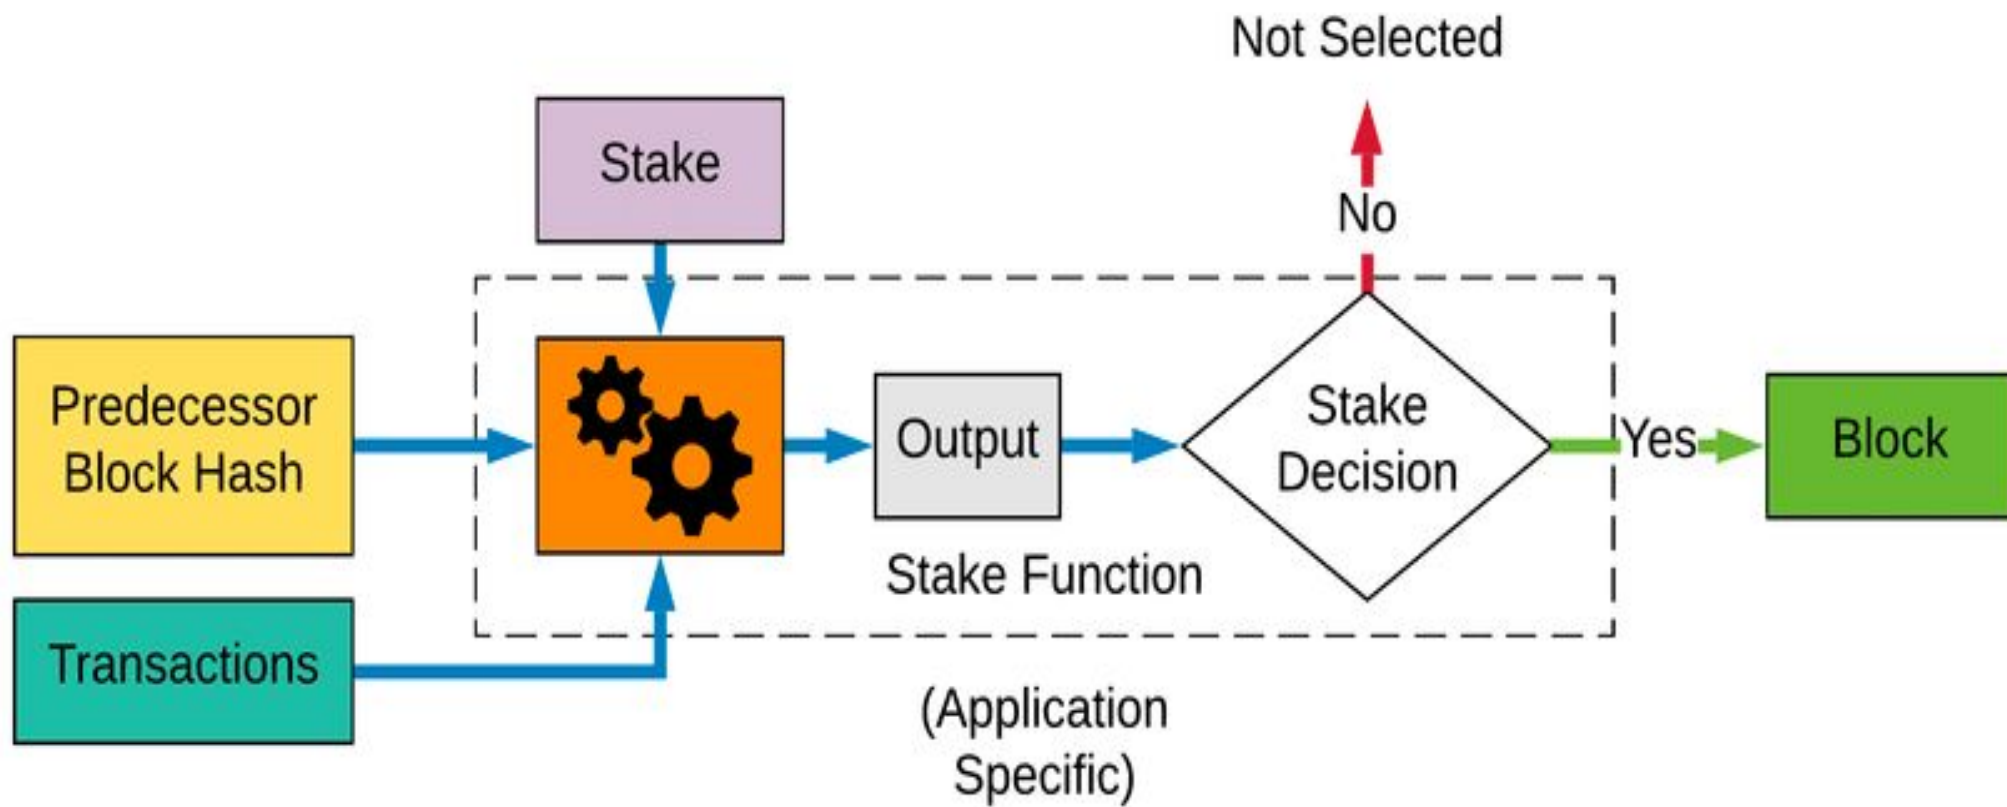 Not Selected
Stake
No
Predecessor
Block Hash
Output
Stake
Decision
Yes
Block
Stake Function
Transactions
(Application
Specific)